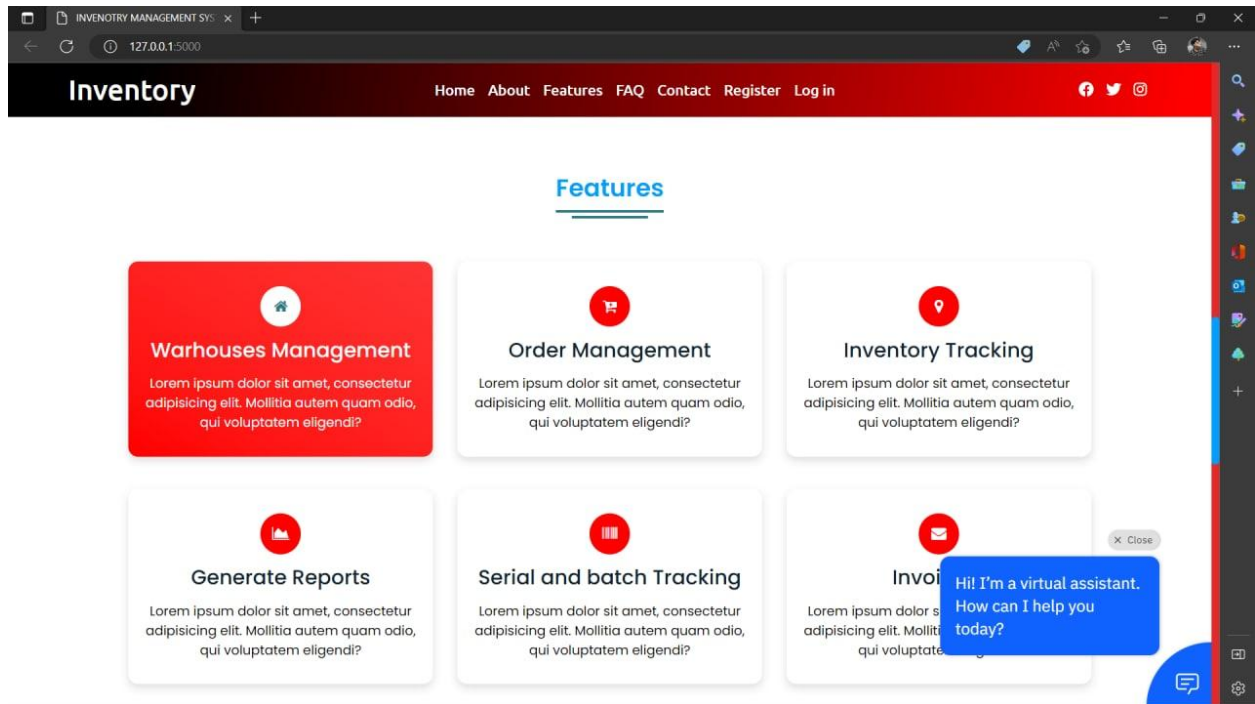 INVENOTRY MANAGEMENT SYS
127.0.0.1:5000
Inventory
Home About Features FAQ Contact Register Log in
Features
Warhouses Management
Lorem ipsum dolor sit amet, consectetur
adipisicing elit. Mollitia autem quam odio,
qui voluptatem eligendi?
Order Management
Lorem ipsum dolor sit amet, consectetur
adipisicing elit. Mollitia autem quam odio,
qui voluptatem eligendi?
Inventory Tracking
Lorem ipsum dolor sit amet, consectetur
adipisicing elit. Mollitia autem quam odio,
qui voluptatem eligendi?
Generate Reports
Lorem ipsum dolor sit amet, consectetur
adipisicing elit. Mollitia autem quam odio,
qui voluptatem eligendi?
Serial and batch Tracking
Lorem ipsum dolor sit amet, consectetur
adipisicing elit. Mollitia autem quam odio,
qui voluptatem eligendi?
Lorem ipsum dolor
adipisicing elit.
qui
Close
Hi! I'm a virtual assistant.
How can I help you
today?